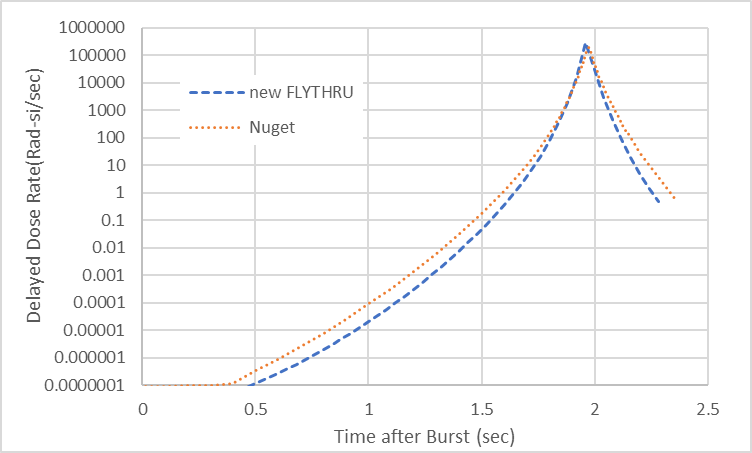 1000000
100000
10000
1000
100
10
1
0.1
0.01
0.001
0.0001
0.00001
0.000001
0.0000001
Delayed Dose Rate(Rad-si/sec)
new FLYTHRU
Nuget
0 0.5 1 1.5 2 2.5
Time after Burst (sec)